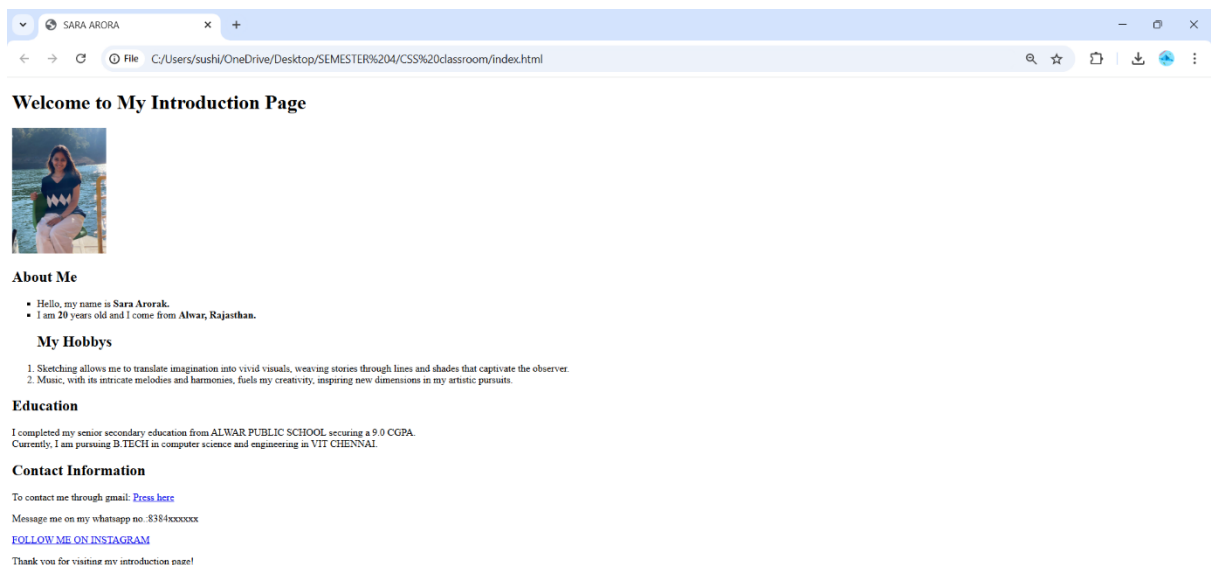 SARA ARORA
File C:/Users/sushi/OneDrive/Desktop/SEMESTER%204/CSS%20classroom/index.html
Welcome to My Introduction Page
About Me
▪ Hello, my name is Sara Arorak.
▪ I am 20 years old and I come from Alwar, Rajasthan.
My Hobbys
1. Sketching allows me to translate imagination into vivid visuals, weaving stories through lines and shades that captivate the observer.
2. Music, with its intricate melodies and harmonies, fuels my creativity, inspiring new dimensions in my artistic pursuits.
Education
I completed my senior secondary education from ALWAR PUBLIC SCHOOL securing a 9.0 CGPA.
Currently, I am pursuing B.TECH in computer science and engineering in VIT CHENNAI.
Contact Information
To contact me through gmail: Press here
Message me on my whatsapp no.:8384xxxxxx
FOLLOW ME ON INSTAGRAM
Thank you for visiting my introduction page!